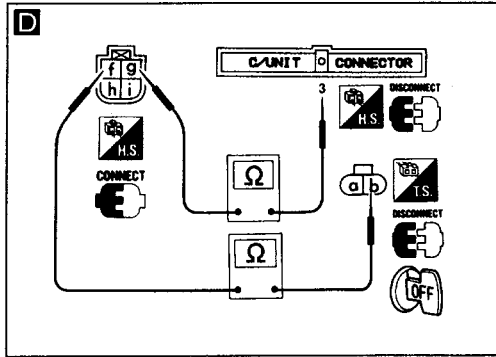 D
f g
h i
C/UNIT O CONNECTOR
3
DISCONNECT
H.S.
H.S.
CONNECT
Ω
a b
T.S.
DISCONNECT
Ω
OFF